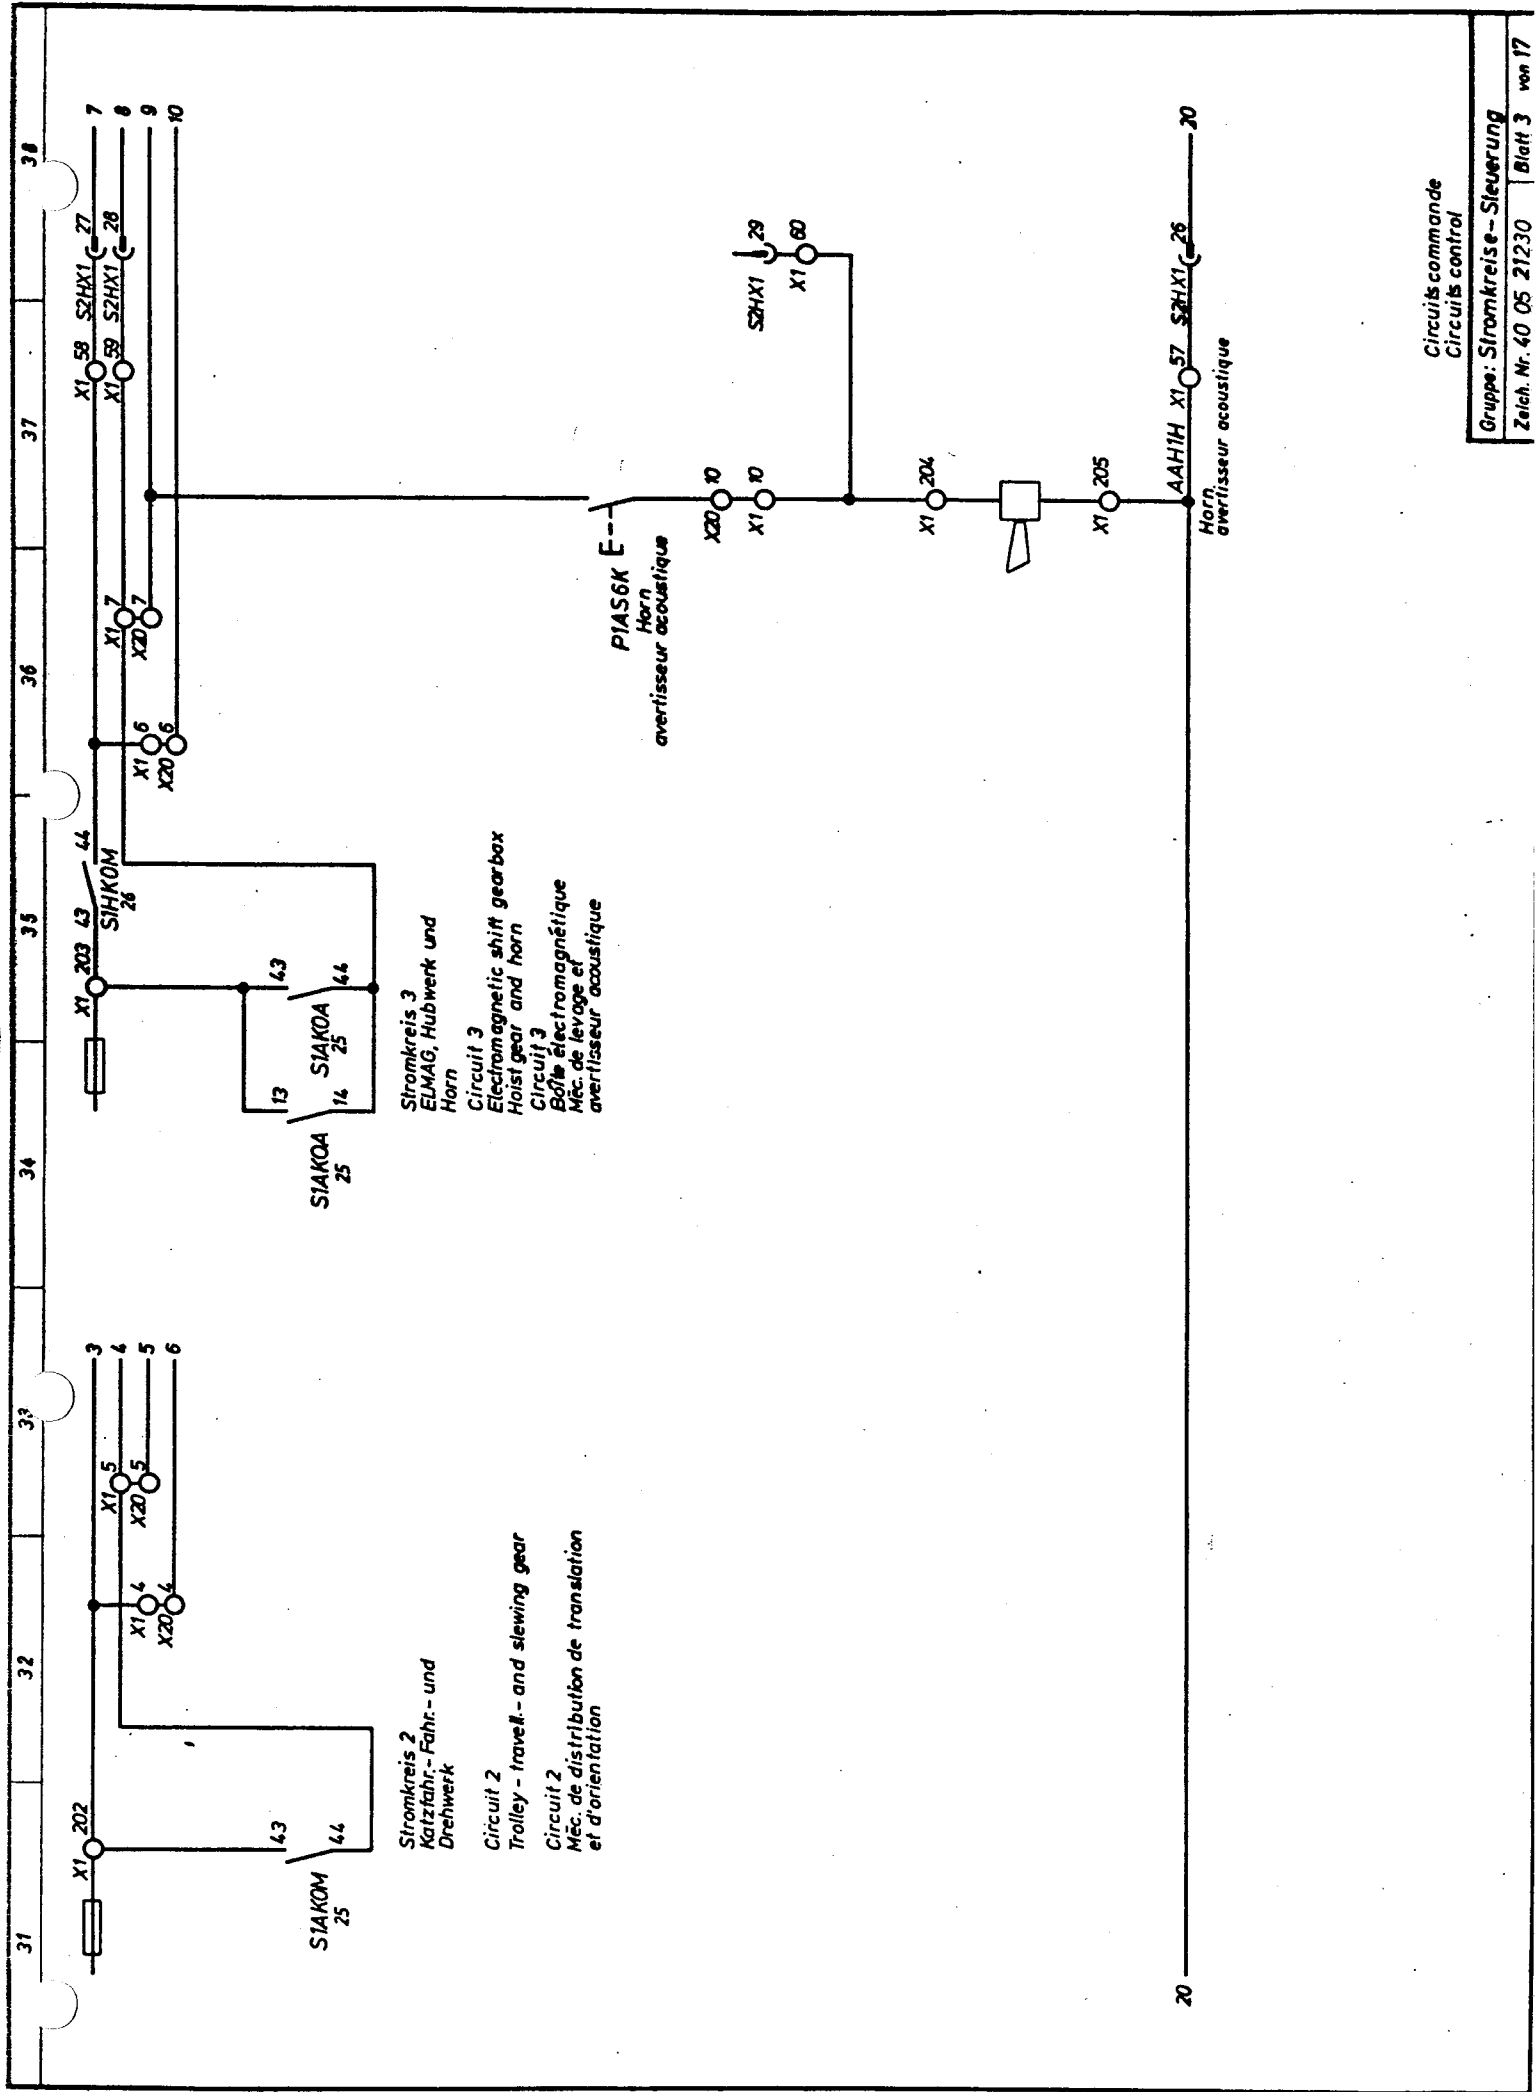 31
32
33
34
35
36
37
38
X1 202
43
44
S1AK0M
25
X1 4
X20 4
X1 5
X20 5
3
4
5
6
Stromkreis 2
Katzfahr.- Fahr.- und
Drehwerk
Circuit 2
Trolley - travell.- and slewing gear
Circuit 2
Méc. de distribution de translation
et d'orientation
X1 203
43
44
S1HK0M
26
13
14
S1AK0A
25
43
44
S1AK0A
25
X1 6
X20 6
X1 7
X20 7
X1 58
S2HX1 27
X1 59
S2HX1 28
7
8
9
10
Stromkreis 3
ELMAG, Hubwerk und
Horn
Circuit 3
Electromagnetic shift gearbox
Hoist gear and horn
Circuit 3
Boîte électromagnétique
Méc. de levage et
avertisseur acoustique
P1AS6K
Horn
avertisseur acoustique
X20 10
X1 10
S2HX1 29
X1 60
X1 204
X1 205
20
AAH1H X1 57 S2HX1 26
20
Horn
avertisseur acoustique
Circuits commande
Circuits control
Gruppe: Stromkreise-Steuerung
Zeich. Nr. 40 05 21230 Blatt 3 von 17